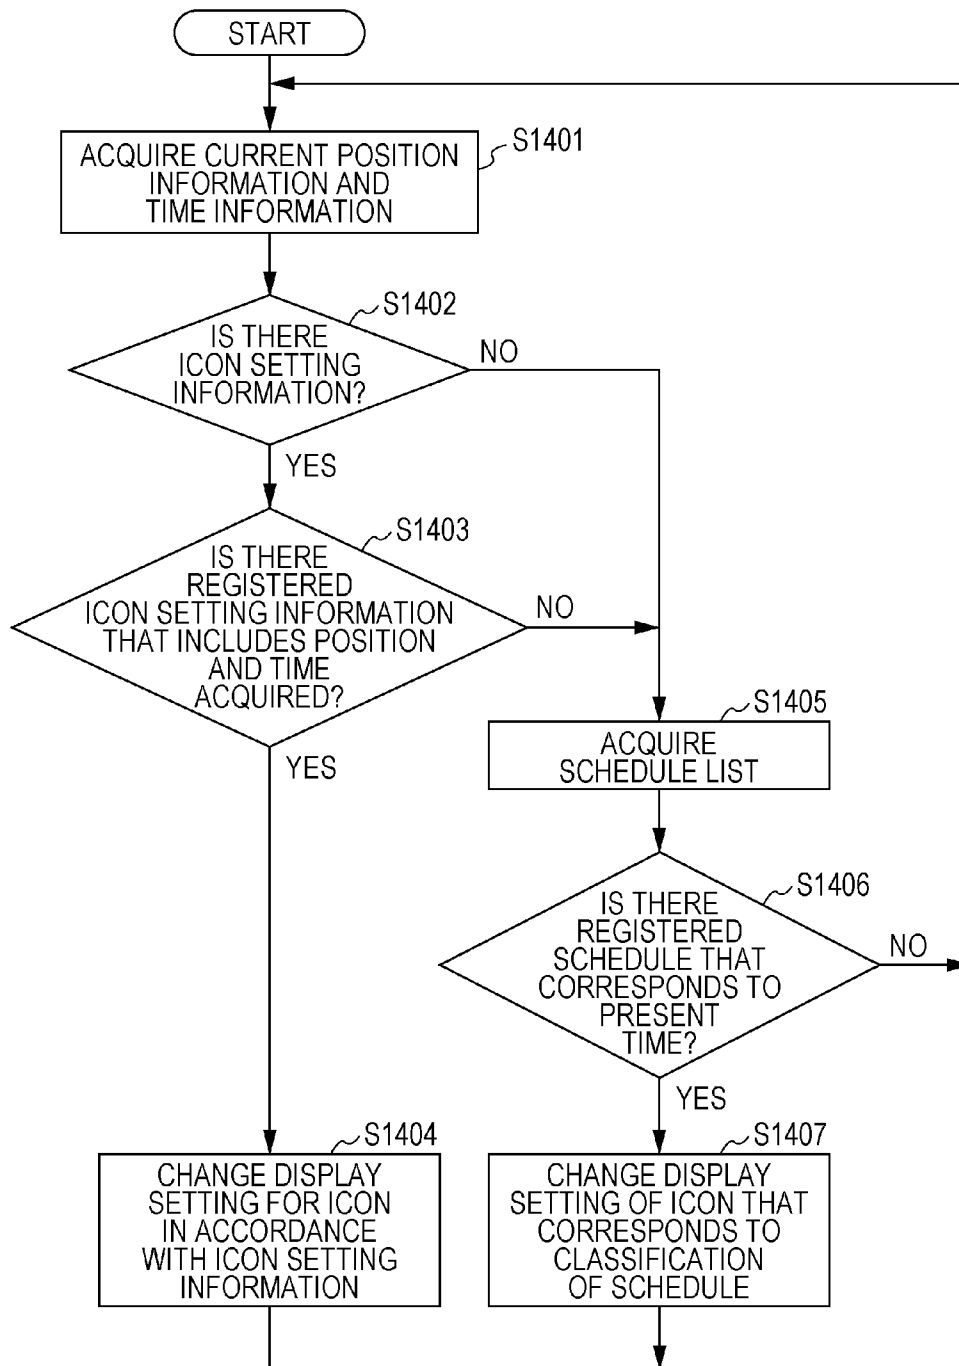 START
S1401
ACQUIRE CURRENT POSITION
INFORMATION AND
TIME INFORMATION
S1402
IS THERE
ICON SETTING
INFORMATION?
NO
YES
S1403
IS THERE
REGISTERED
ICON SETTING INFORMATION
THAT INCLUDES POSITION
AND TIME
ACQUIRED?
NO
YES
S1405
ACQUIRE
SCHEDULE LIST
S1406
IS THERE
REGISTERED
SCHEDULE THAT
CORRESPONDS TO
PRESENT
TIME?
NO
YES
S1404
CHANGE DISPLAY
SETTING FOR ICON
IN ACCORDANCE
WITH ICON SETTING
INFORMATION
S1407
CHANGE DISPLAY
SETTING OF ICON THAT
CORRESPONDS TO
CLASSIFICATION
OF SCHEDULE